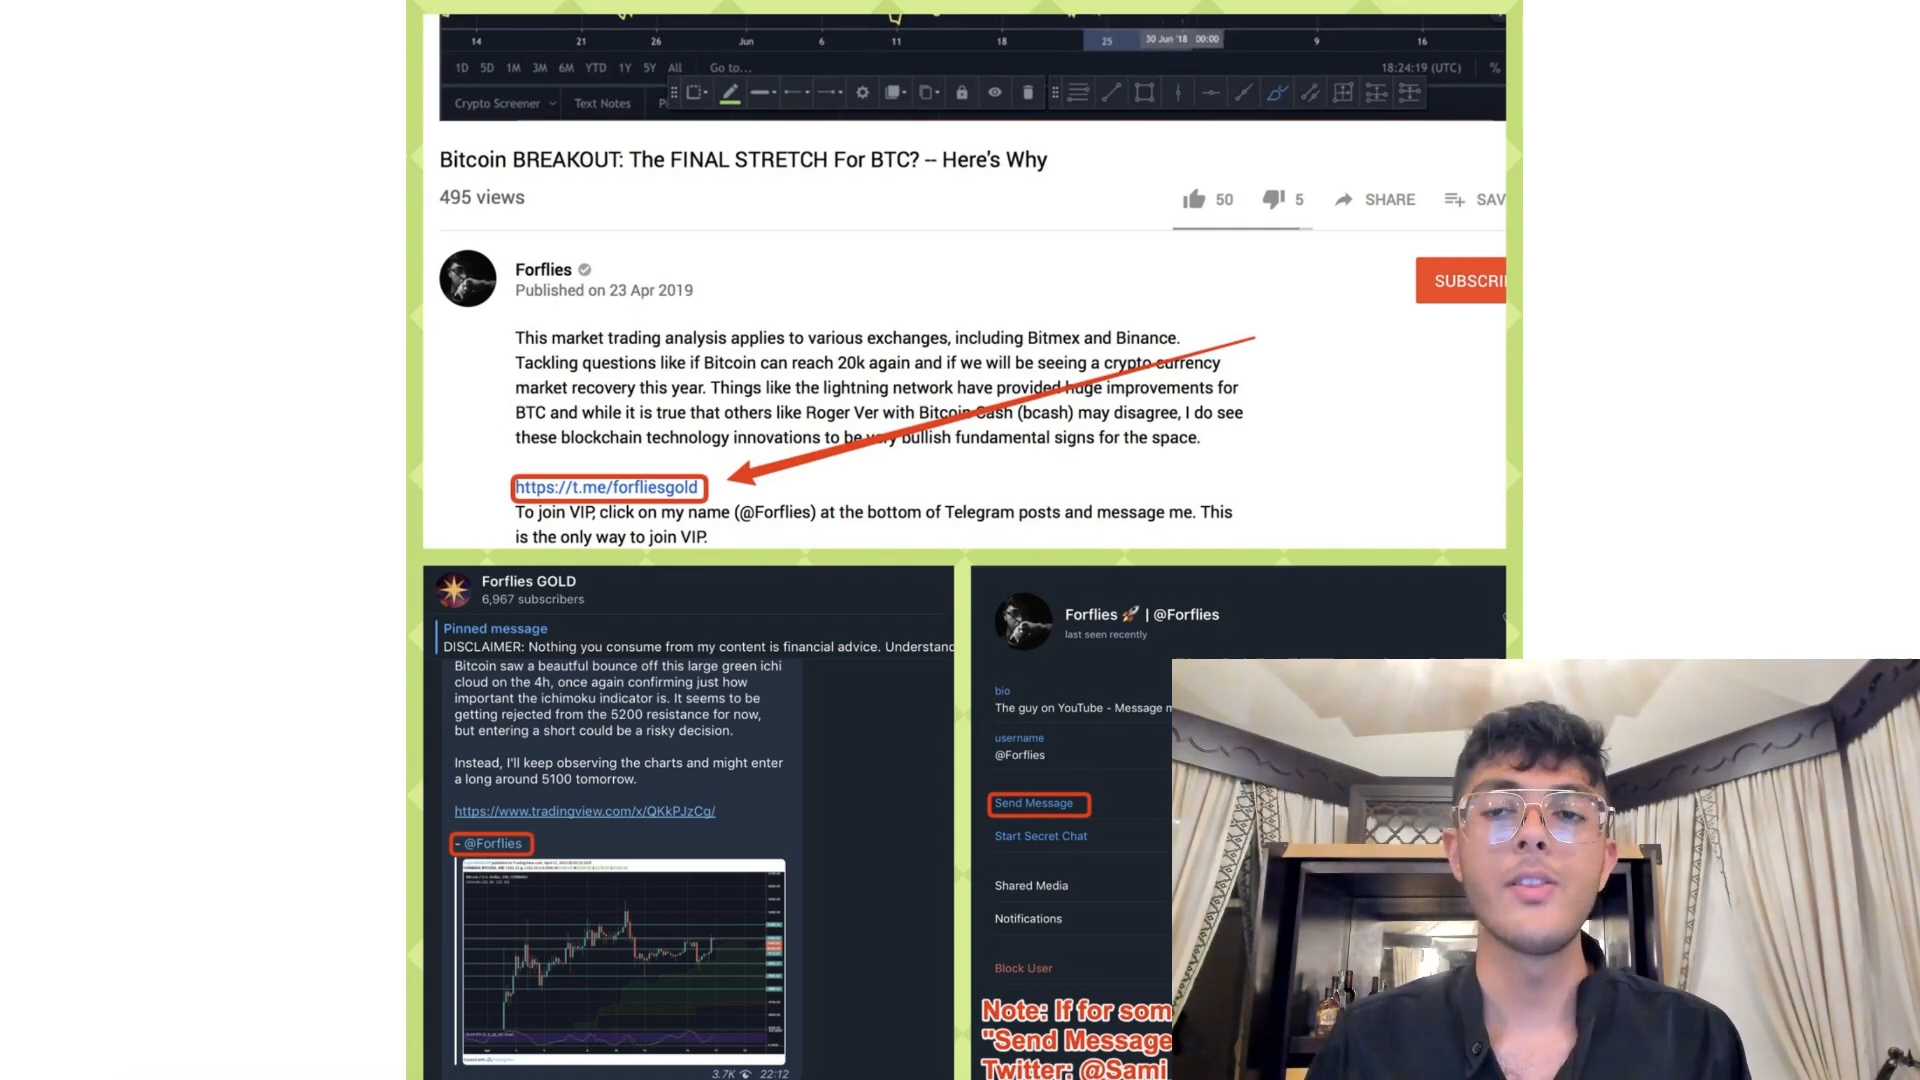 14 21 26 Jun 6 11 18 25 30 Jun '18 00:00 9 16
1D 5D 1M 3M 6M YTD 1Y 5Y All Go to... 18:24:19 (UTC) %
Crypto Screener Text Notes
Bitcoin BREAKOUT: The FINAL STRETCH For BTC? -- Here's Why
495 views
50 5 SHARE SAV
Forflies
Published on 23 Apr 2019
SUBSCRI
This market trading analysis applies to various exchanges, including Bitmex and Binance.
Tackling questions like if Bitcoin can reach 20k again and if we will be seeing a crypto currency
market recovery this year. Things like the lightning network have provided huge improvements for
BTC and while it is true that others like Roger Ver with Bitcoin Cash (bcash) may disagree, I do see
these blockchain technology innovations to be very bullish fundamental signs for the space.
https://t.me/forfliesgold
To join VIP, click on my name (@Forflies) at the bottom of Telegram posts and message me. This
is the only way to join VIP.
Forflies GOLD
6,967 subscribers
Pinned message
DISCLAIMER: Nothing you consume from my content is financial advice. Understand
Bitcoin saw a beautful bounce off this large green ichi
cloud on the 4h, once again confirming just how
important the ichimoku indicator is. It seems to be
getting rejected from the 5200 resistance for now,
but entering a short could be a risky decision.
Instead, I'll keep observing the charts and might enter
a long around 5100 tomorrow.
https://www.tradingview.com/x/QKkPJzCg/
- @Forflies
3.7K 22:12
Forflies 🚀 | @Forflies
last seen recently
bio
The guy on YouTube - Message m
username
@Forflies
Send Message
Start Secret Chat
Shared Media
Notifications
Block User
Note: If for som
"Send Message
Twitter: @Sami